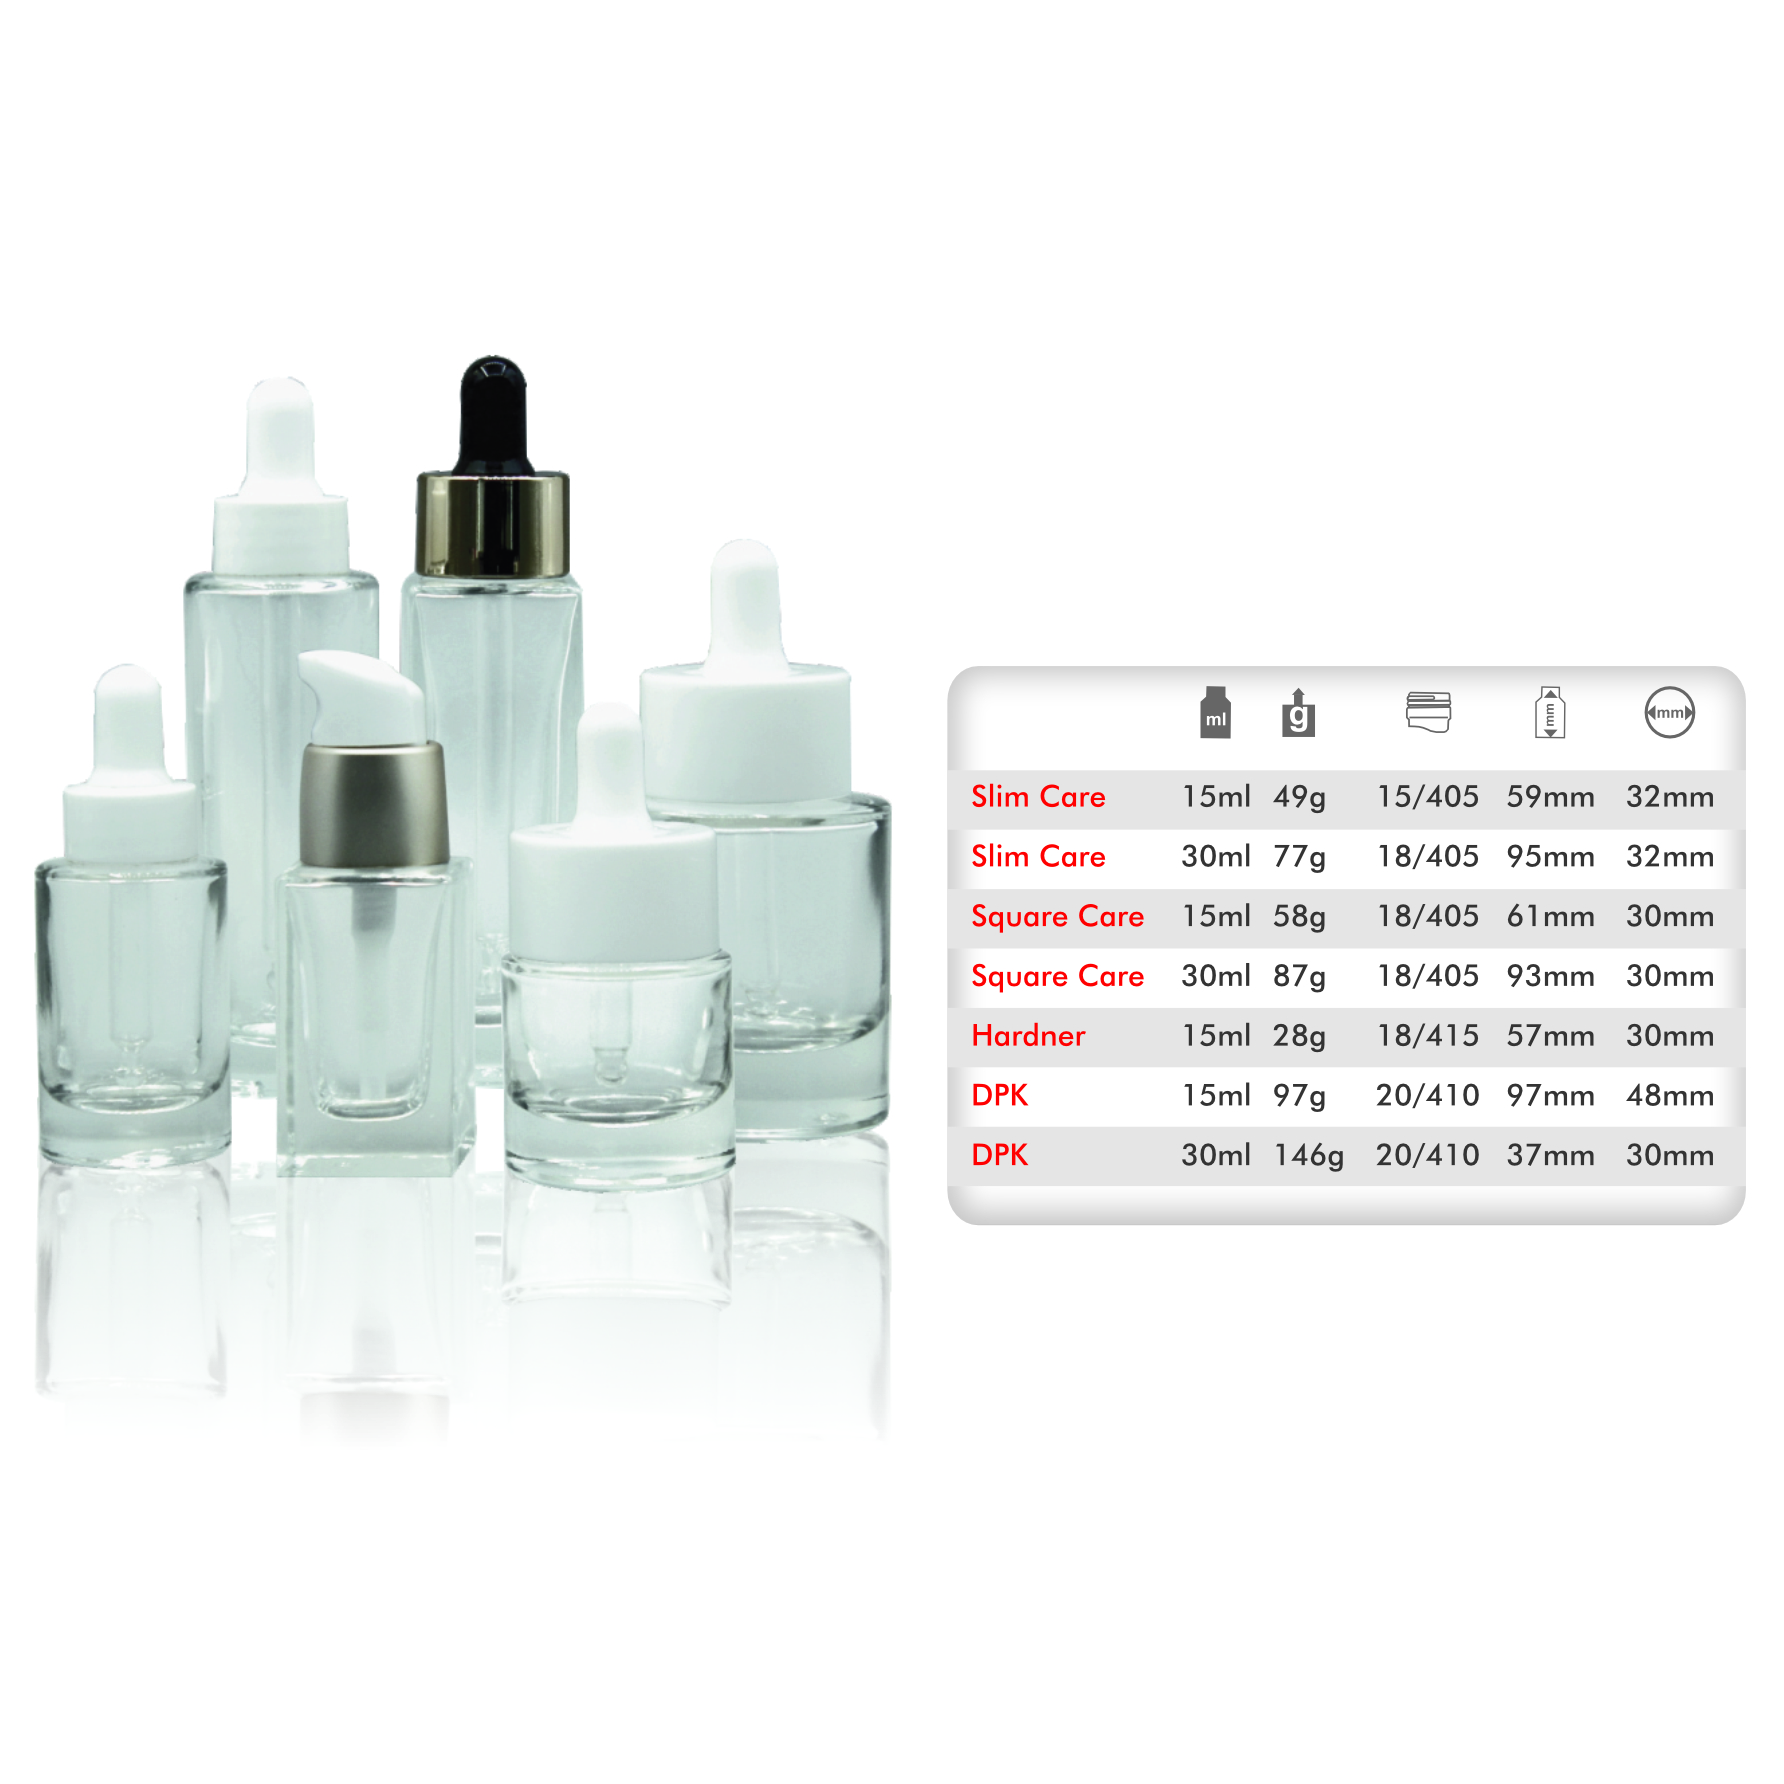 ml g mm mm
Slim Care 15ml 49g 15/405 59mm 32mm
Slim Care 30ml 77g 18/405 95mm 32mm
Square Care 15ml 58g 18/405 61mm 30mm
Square Care 30ml 87g 18/405 93mm 30mm
Hardner 15ml 28g 18/415 57mm 30mm
DPK 15ml 97g 20/410 97mm 48mm
DPK 30ml 146g 20/410 37mm 30mm